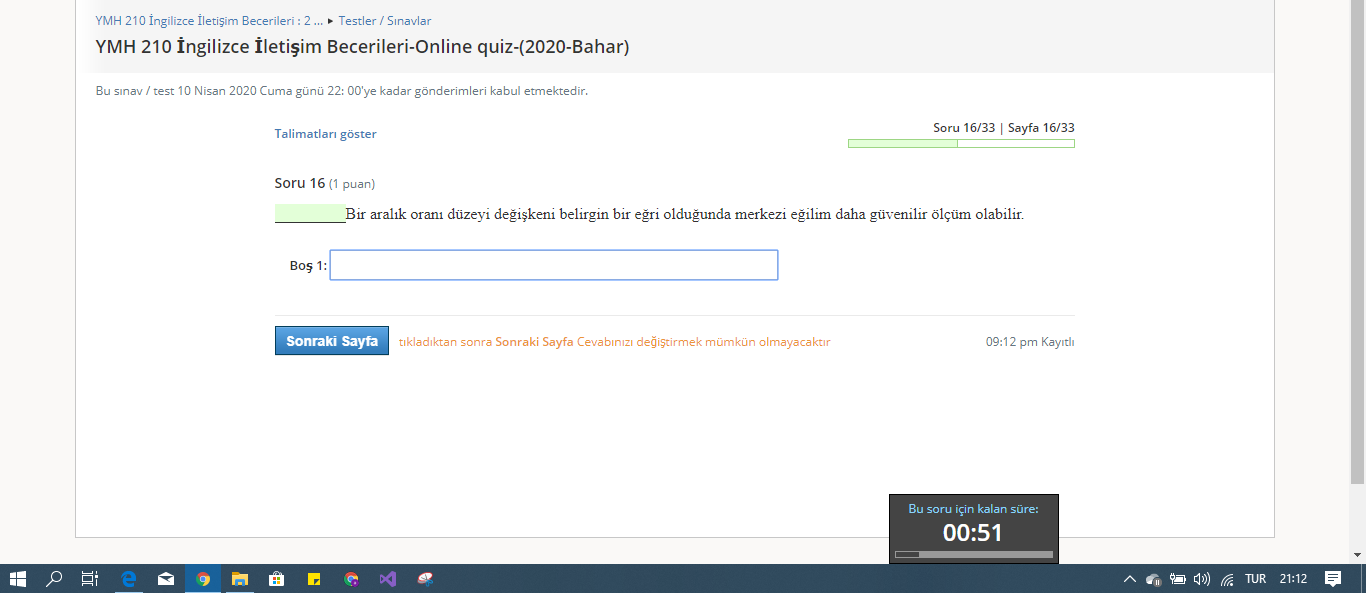 YMH 210 İngilizce İletişim Becerileri : 2 ... ▸ Testler / Sınavlar
YMH 210 İngilizce İletişim Becerileri-Online quiz-(2020-Bahar)
Bu sınav / test 10 Nisan 2020 Cuma günü 22: 00'ye kadar gönderimleri kabul etmektedir.
Talimatları göster
Soru 16/33 | Sayfa 16/33
Soru 16 (1 puan)
Bir aralık oranı düzeyi değişkeni belirgin bir eğri olduğunda merkezi eğilim daha güvenilir ölçüm olabilir.
Boş 1:
Sonraki Sayfa tıkladıktan sonra Sonraki Sayfa Cevabınızı değiştirmek mümkün olmayacaktır
09:12 pm Kayıtlı
Bu soru için kalan süre:
00:51
TUR 21:12